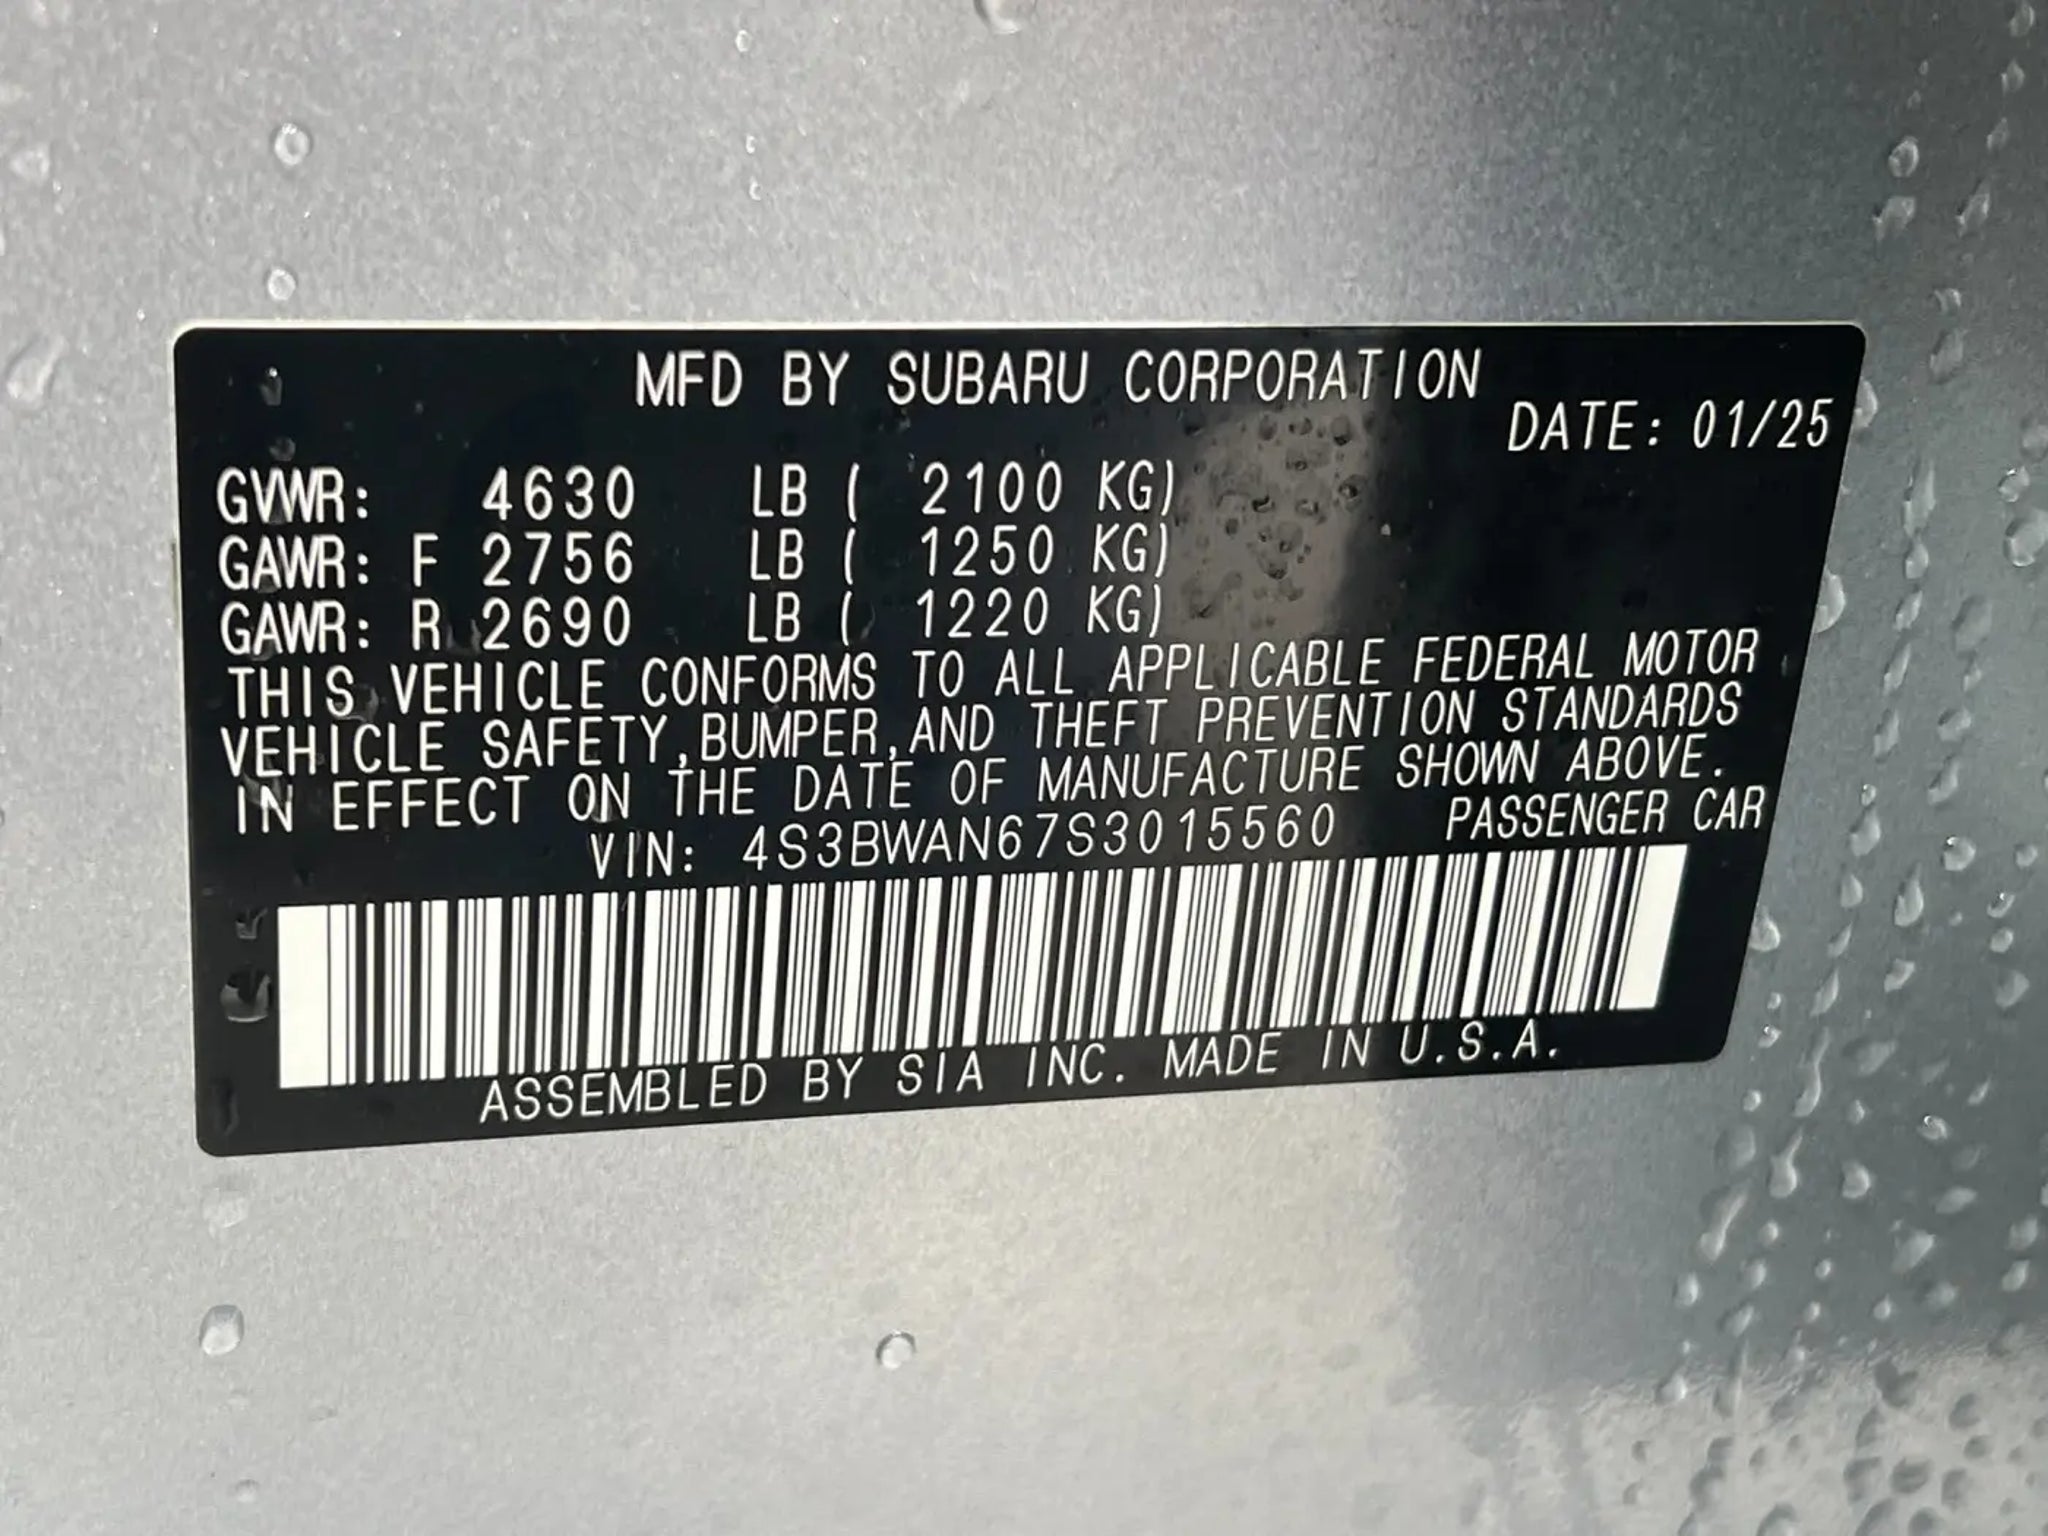 MFD BY SUBARU CORPORATION
DATE: 01/25
GVWR: 4630 LB ( 2100 KG)
GAWR: F 2756 LB ( 1250 KG)
GAWR: R 2690 LB ( 1220 KG)
THIS VEHICLE CONFORMS TO ALL APPLICABLE FEDERAL MOTOR
VEHICLE SAFETY,BUMPER,AND THEFT PREVENTION STANDARDS
IN EFFECT ON THE DATE OF MANUFACTURE SHOWN ABOVE.
VIN: 4S3BWAN67S3015560 PASSENGER CAR
ASSEMBLED BY SIA INC. MADE IN U.S.A.